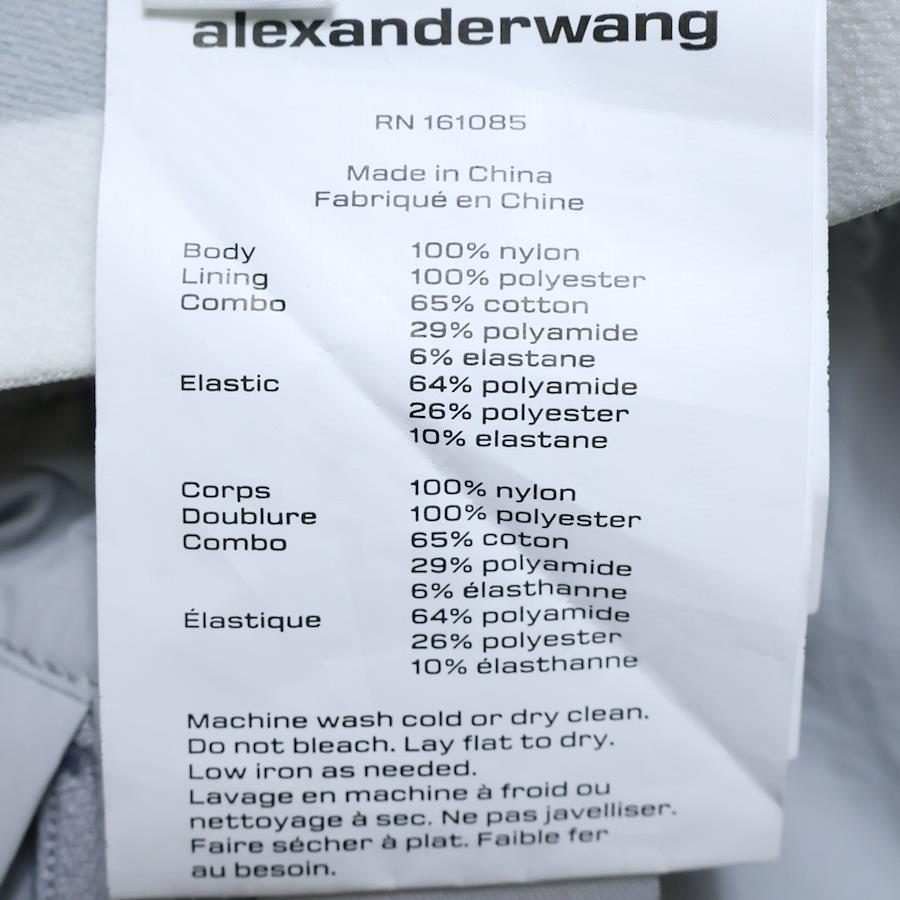 alexanderwang
RN 161085
Made in China
Fabriqué en Chine
Body 100% nylon
Lining 100% polyester
Combo 65% cotton
29% polyamide
6% elastane
Elastic 64% polyamide
26% polyester
10% elastane
Corps 100% nylon
Doublure 100% polyester
Combo 65% coton
29% polyamide
6% élasthanne
Élastique 64% polyamide
26% polyester
10% élasthanne
Machine wash cold or dry clean.
Do not bleach. Lay flat to dry.
Low iron as needed.
Lavage en machine à froid ou
nettoyage à sec. Ne pas javelliser.
Faire sécher à plat. Faible fer
au besoin.